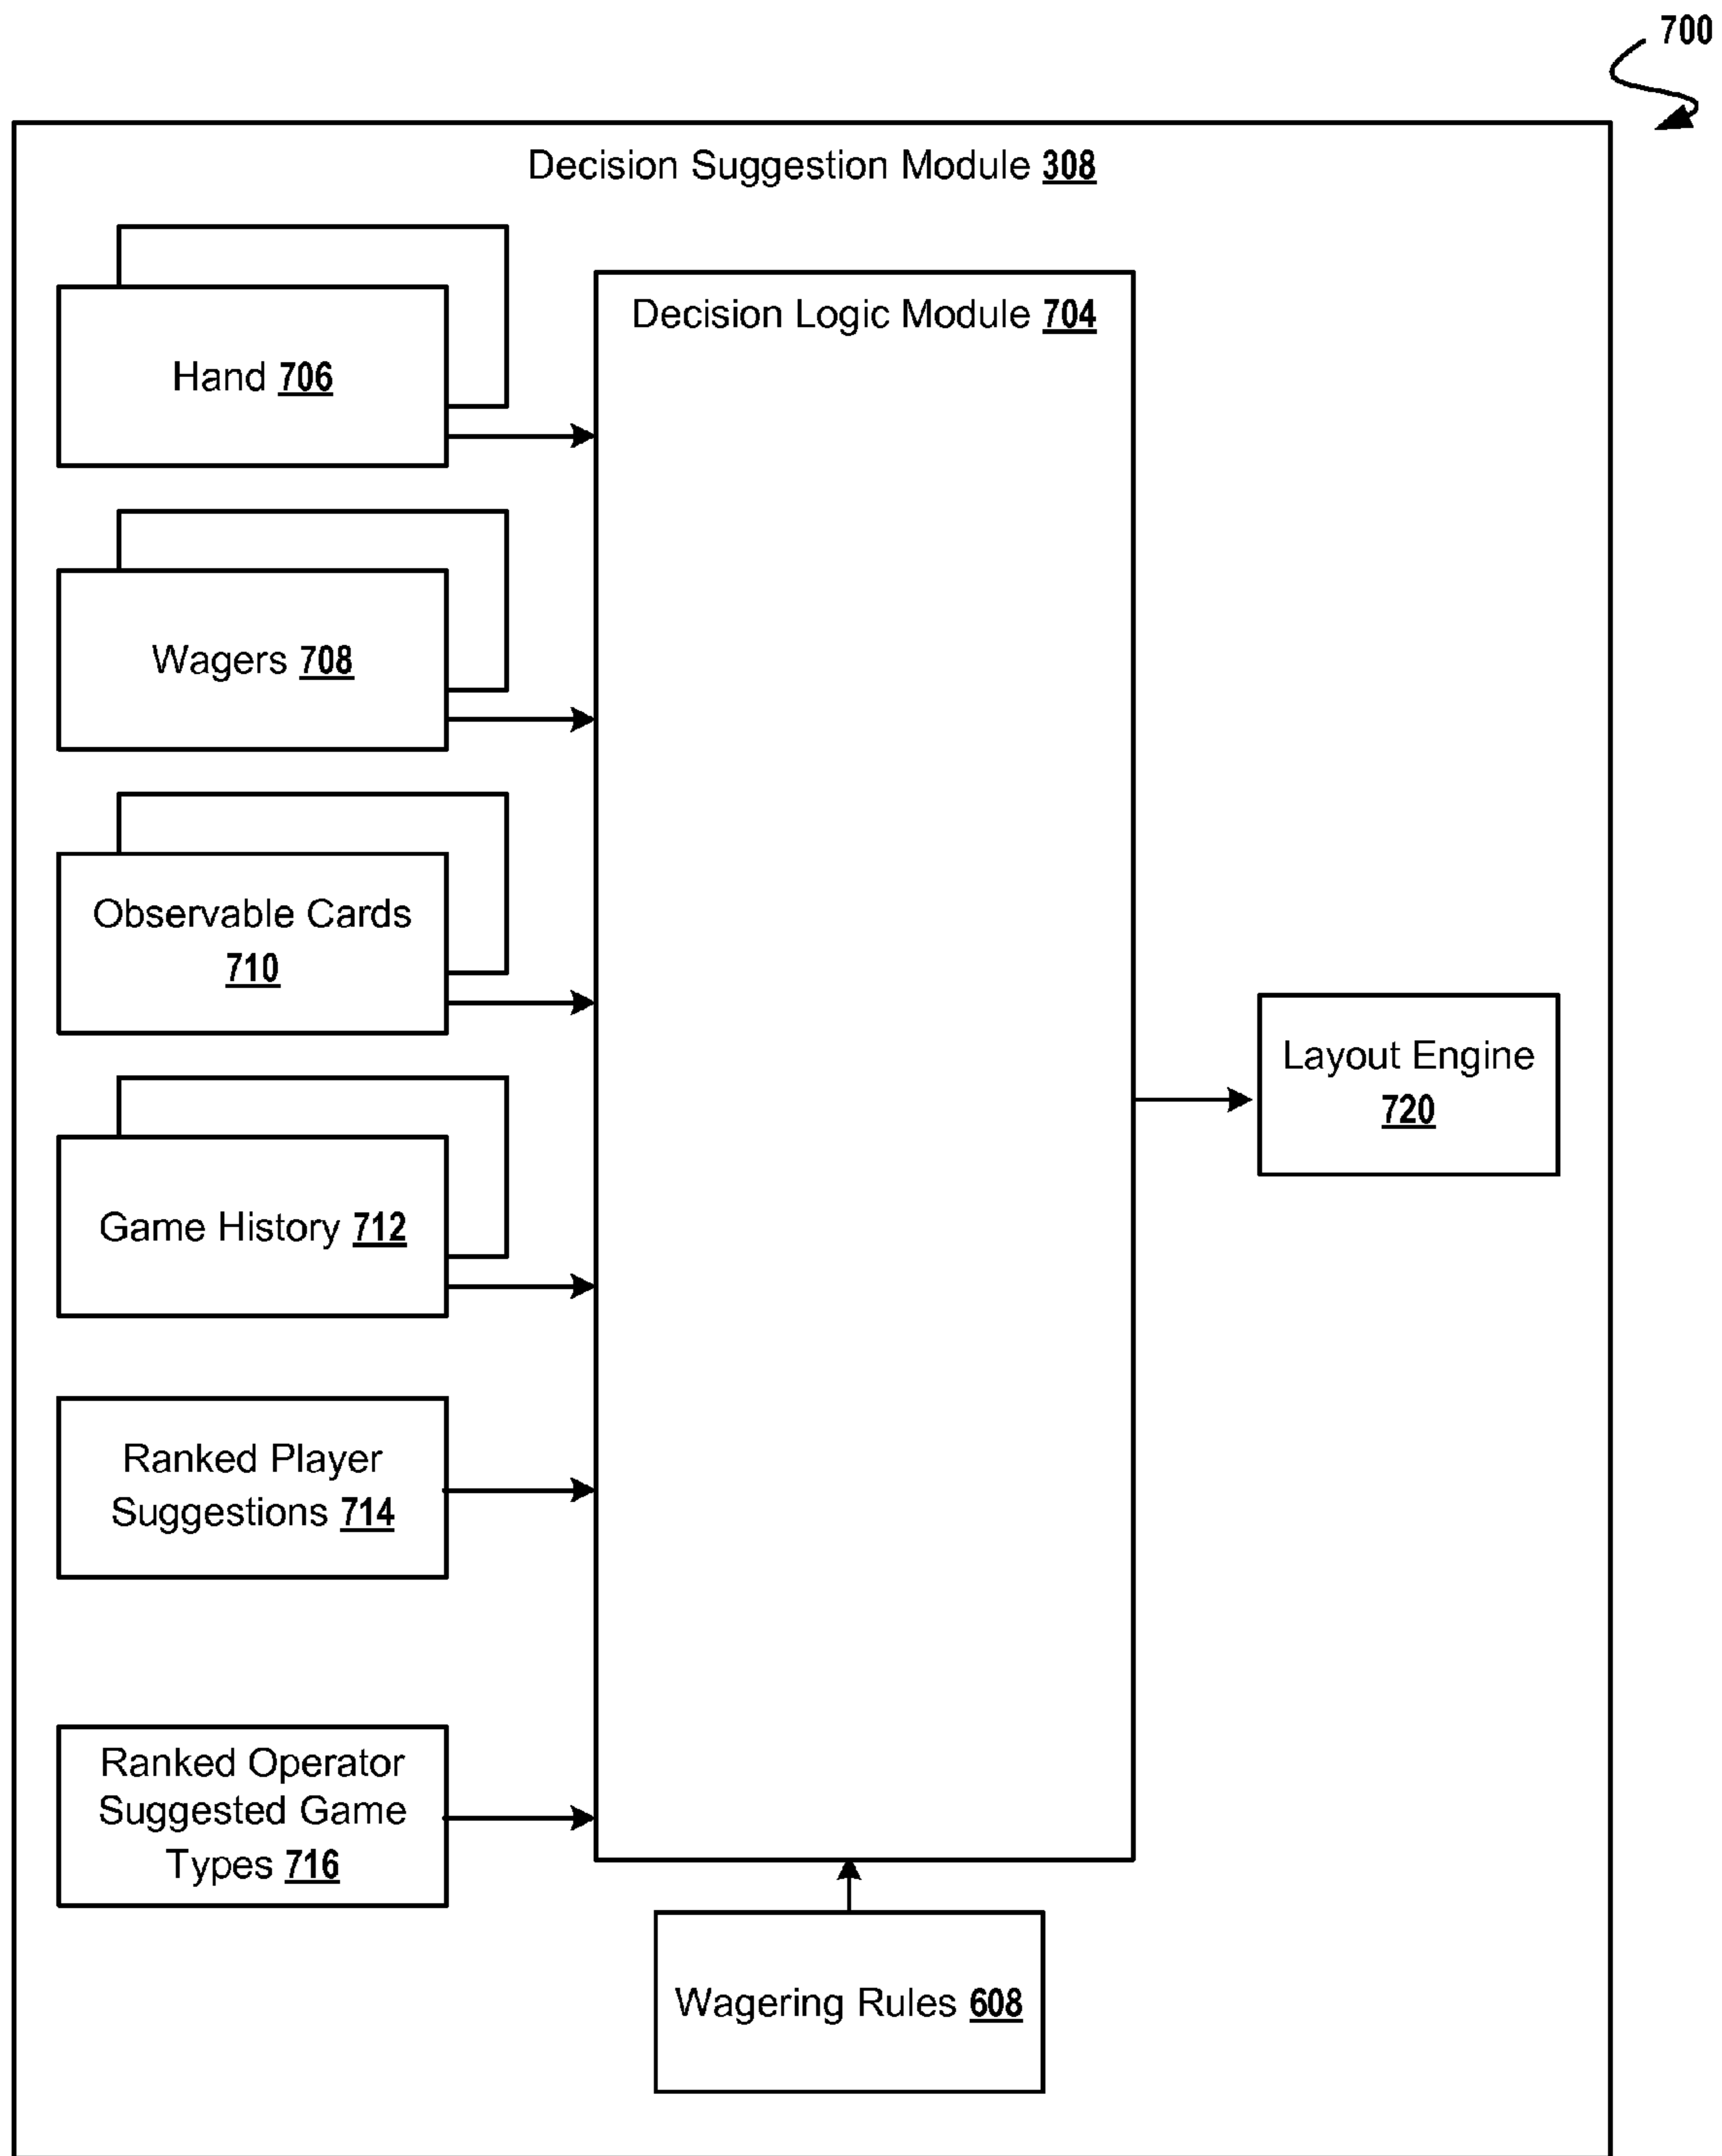 700
Decision Suggestion Module 308
Decision Logic Module 704
Hand 706
Wagers 708
Observable Cards
710
Game History 712
Layout Engine
720
Ranked Player
Suggestions 714
Ranked Operator
Suggested Game
Types 716
Wagering Rules 608